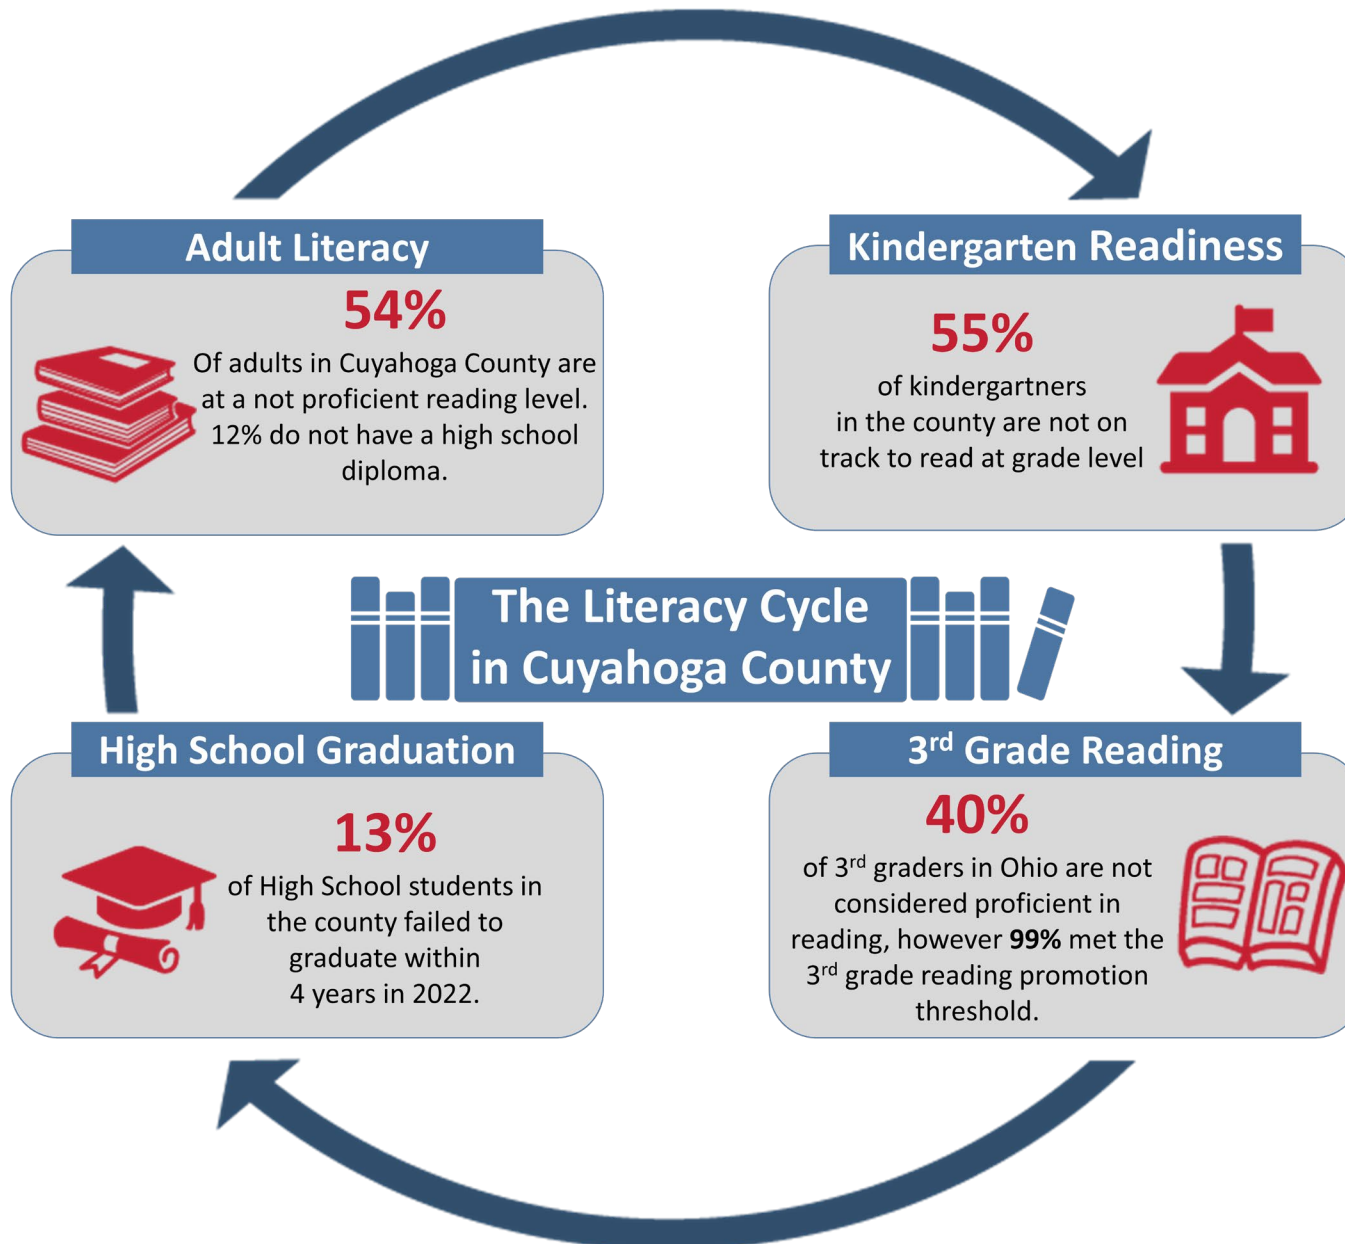 Adult Literacy
54%
Of adults in Cuyahoga County are
at a not proficient reading level.
12% do not have a high school
diploma.
Kindergarten Readiness
55%
of kindergartners
in the county are not on
track to read at grade level
The Literacy Cycle
in Cuyahoga County
High School Graduation
13%
of High School students in
the county failed to
graduate within
4 years in 2022.
3rd Grade Reading
40%
of 3rd graders in Ohio are not
considered proficient in
reading, however 99% met the
3rd grade reading promotion
threshold.